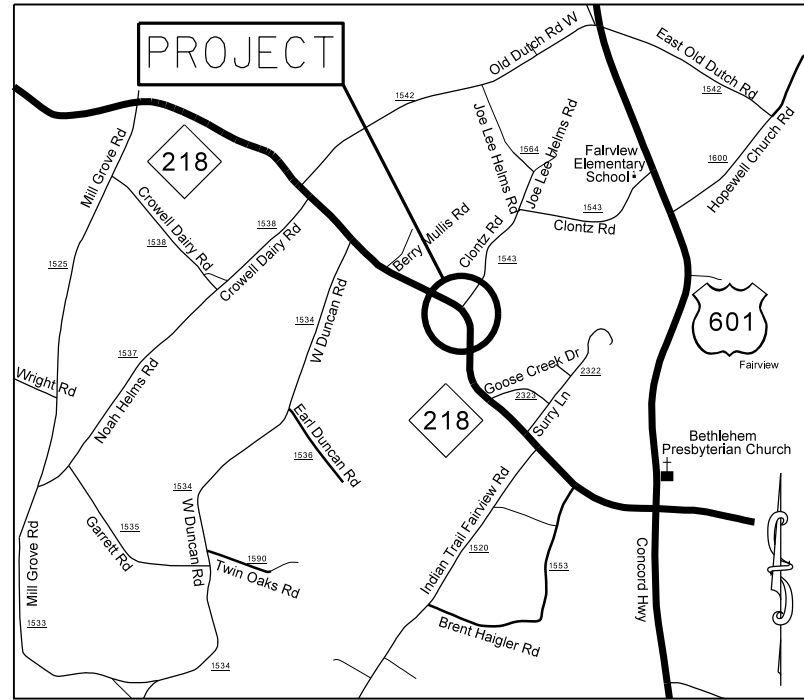 PROJECT
Old Dutch Rd W
East Old Dutch Rd
1542
1542
Mill Grove Rd
218
Joe Lee Helms Rd
1564
Joe Lee Helms Rd
Fairview
Elementary
School
1600
Hopewell Church Rd
Crowell Dairy Rd
1538
1538
Crowell Dairy Rd
Berry Mullis Rd
Clontz Rd
1543
Clontz Rd
1543
1525
1534
W Duncan Rd
601
Fairview
1537
Noah Helms Rd
Wright Rd
Goose Creek Dr
2322
2323
Surry Ln
218
Earl Duncan Rd
1536
Bethlehem
Presbyterian Church
1534
W Duncan Rd
1535
Garrett Rd
Indian Trail Fairview Rd
1520
1553
Mill Grove Rd
1533
1590
Twin Oaks Rd
Concord Hwy
Brent Haigler Rd
1534